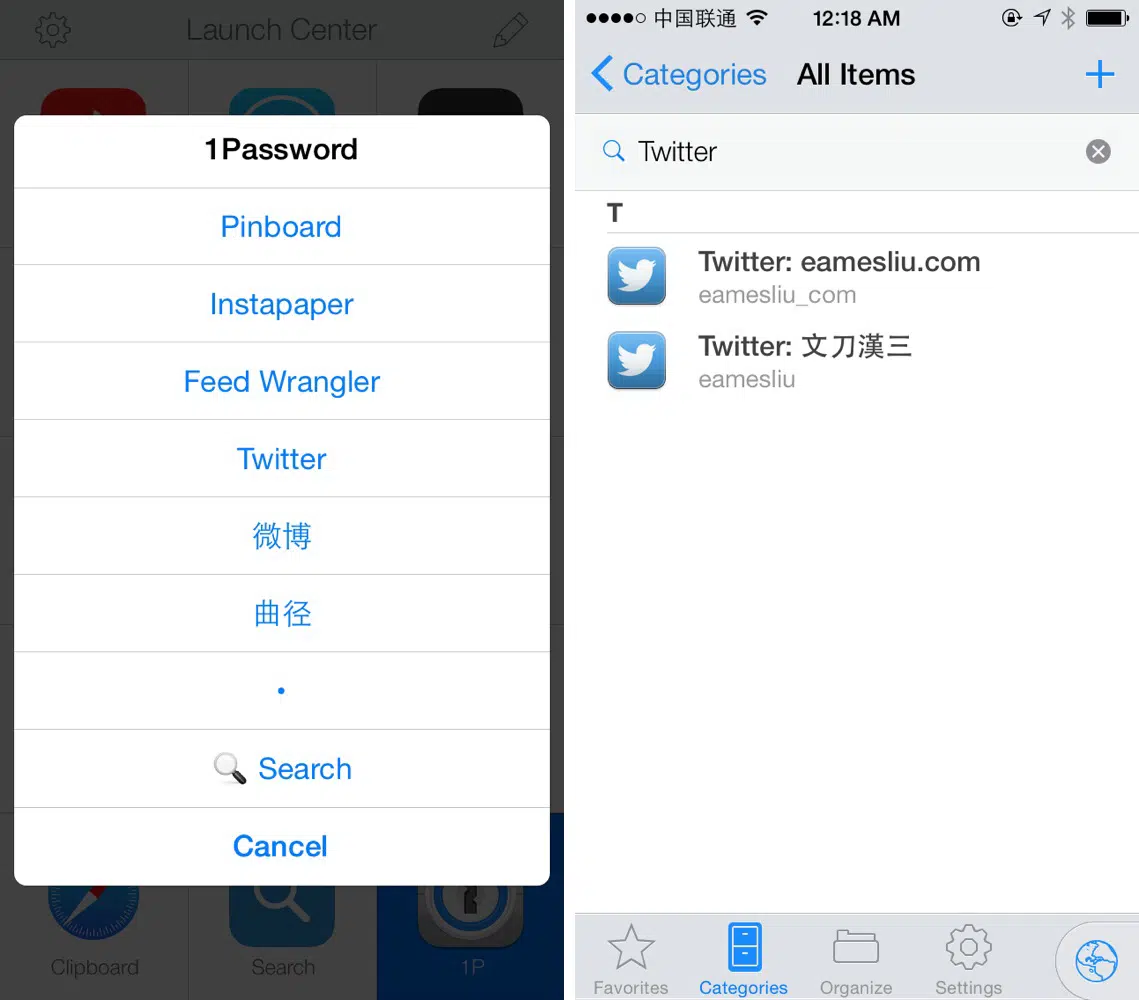 Launch Center
1Password
Pinboard
Instapaper
Feed Wrangler
Twitter
微博
曲径
•
Search
Cancel
Clipboard
Search
1P
中国联通
12:18 AM
Categories
All Items
Twitter
T
Twitter: eamesliu.com
eamesliu_com
Twitter: 文刀漢三
eamesliu
Favorites
Categories
Organize
Settings